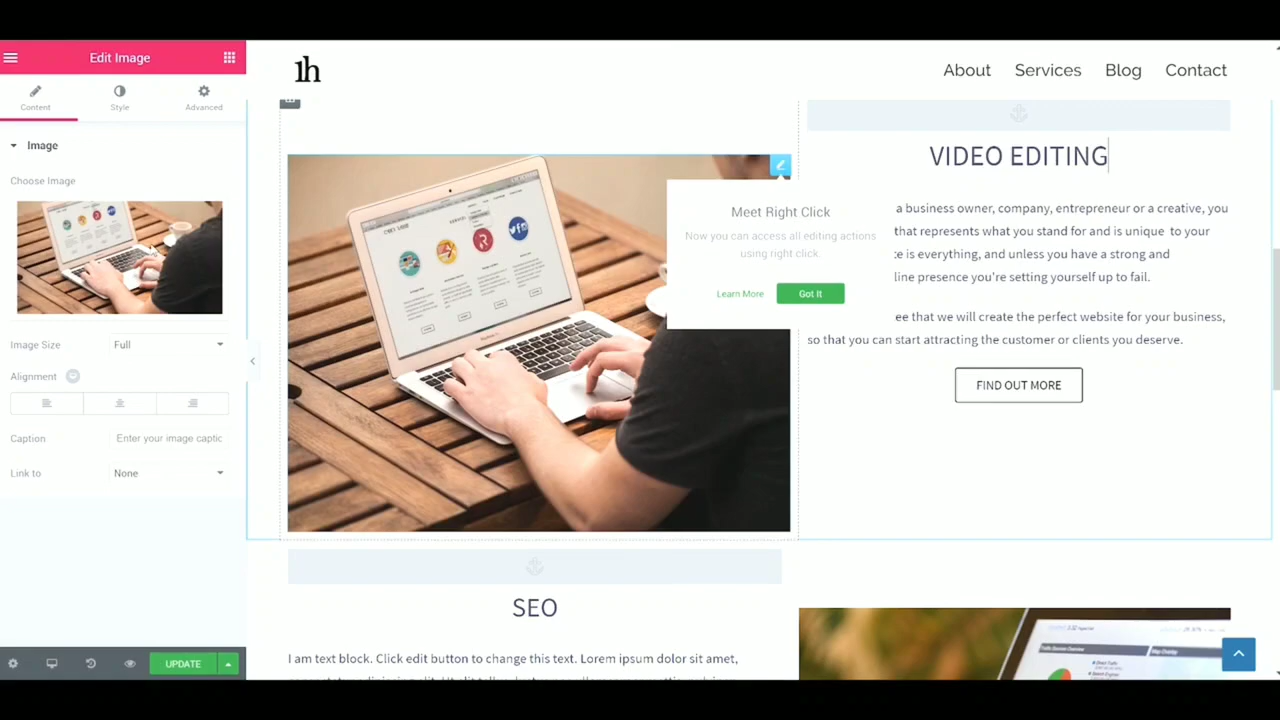 Edit Image
1h
About Services Blog Contact
Content Style Advanced
Image
Choose Image
Image Size Full
Alignment
Caption Enter your image captic
Link to None
UPDATE
VIDEO EDITING
Meet Right Click
Now you can access all editing actions
using right click.
Learn More Got It
a business owner, company, entrepreneur or a creative, you
that represents what you stand for and is unique to your
e is everything, and unless you have a strong and
line presence you're setting yourself up to fail.
ee that we will create the perfect website for your business,
so that you can start attracting the customer or clients you deserve.
FIND OUT MORE
SEO
I am text block. Click edit button to change this text. Lorem ipsum dolor sit amet,